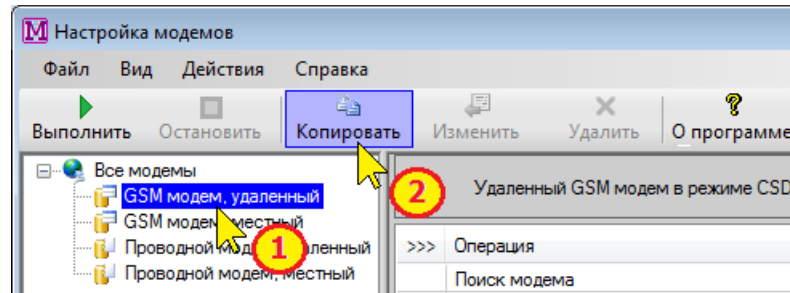 M Настройка модемов
Файл Вид Действия Справка
Выполнить Остановить Копировать Изменить Удалить О программе
Все модемы
GSM модем, удаленный
GSM модем, местный
Проводной модем, удаленный
Проводной модем, местный
1
2
Удаленный GSM модем в режиме CSD
>>> Операция
Поиск модема